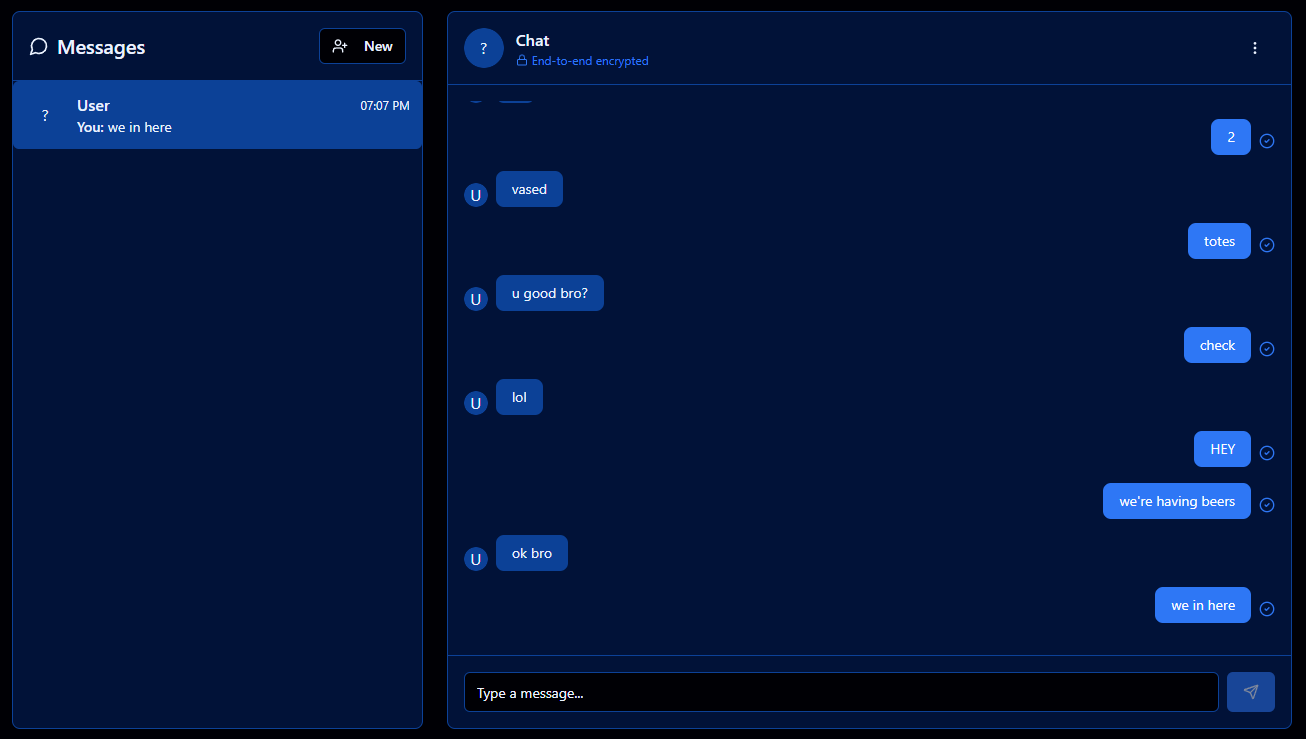 Messages
New
?
User
07:07 PM
You: we in here
?
Chat
End-to-end encrypted
2
U
vased
totes
U
u good bro?
check
U
lol
HEY
we're having beers
U
ok bro
we in here
Type a message...